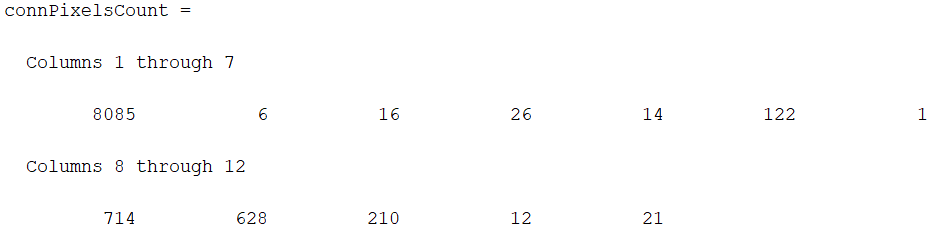 connPixelsCount =
Columns 1 through 7
8085 6 16 26 14 122 1
Columns 8 through 12
714 628 210 12 21